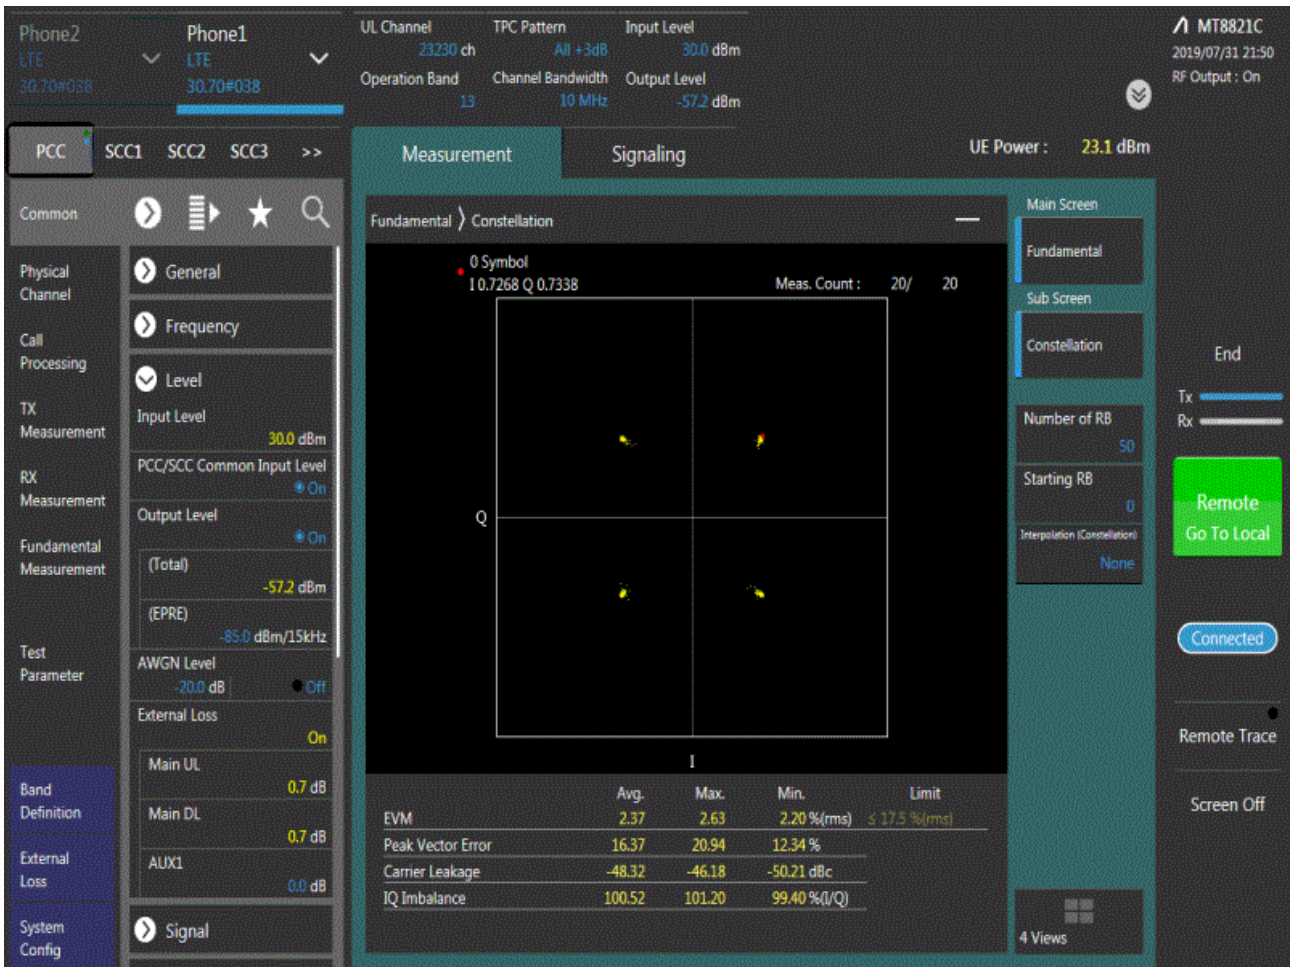 Phone2
LTE
30.70#038
Phone1
LTE
30.70#038
UL Channel
23230 ch
TPC Pattern
All +3dB
Input Level
30.0 dBm
Operation Band
13
Channel Bandwidth
10 MHz
Output Level
-57.2 dBm
MT8821C
2019/07/31 21:50
RF Output : On
PCC SCC1 SCC2 SCC3 >>
Measurement
Signaling
UE Power : 23.1 dBm
Common
Physical
Channel
Call
Processing
TX
Measurement
RX
Measurement
Fundamental
Measurement
Test
Parameter
Band
Definition
External
Loss
System
Config
General
Frequency
Level
Input Level
30.0 dBm
PCC/SCC Common Input Level
On
Output Level
On
(Total)
-57.2 dBm
(EPRE)
-85.0 dBm/15kHz
AWGN Level
-20.0 dB Off
External Loss
On
Main UL
0.7 dB
Main DL
0.7 dB
AUX1
0.0 dB
Signal
Fundamental 〉 Constellation
0 Symbol
I 0.7268 Q 0.7338
Meas. Count : 20/ 20
Q
I
Avg. Max. Min. Limit
EVM 2.37 2.63 2.20 %(rms) ≤ 17.5 %(rms)
Peak Vector Error 16.37 20.94 12.34 %
Carrier Leakage -48.32 -46.18 -50.21 dBc
IQ Imbalance 100.52 101.20 99.40 %(I/Q)
Main Screen
Fundamental
Sub Screen
Constellation
Number of RB
50
Starting RB
0
Interpolation (Constellation)
None
4 Views
End
Tx
Rx
Remote
Go To Local
Connected
Remote Trace
Screen Off